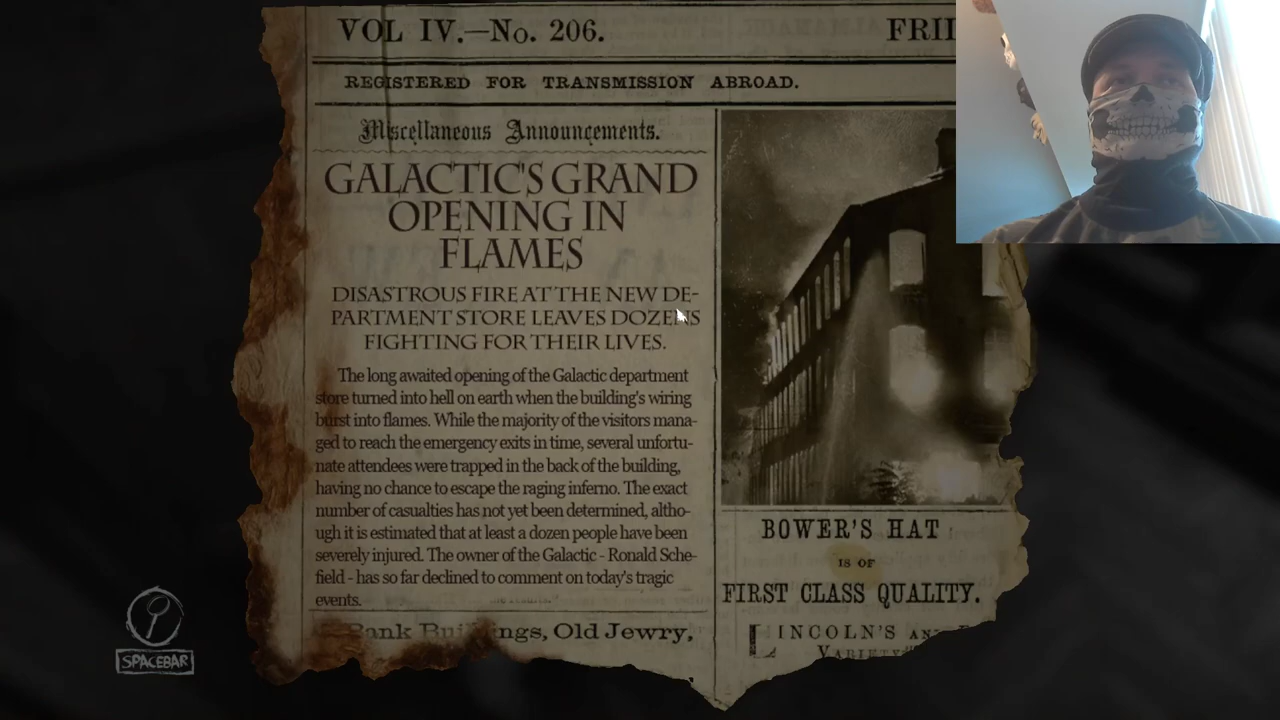 VOL IV.—No. 206.
FRI
REGISTERED FOR TRANSMISSION ABROAD.
Miscellaneous Announcements.
GALACTIC'S GRAND
OPENING IN
FLAMES
DISASTROUS FIRE AT THE NEW DE-
PARTMENT STORE LEAVES DOZENS
FIGHTING FOR THEIR LIVES.
The long awaited opening of the Galactic department
store turned into hell on earth when the building's wiring
burst into flames. While the majority of the visitors mana-
ged to reach the emergency exits in time, several unfortu-
nate attendees were trapped in the back of the building,
having no chance to escape the raging inferno. The exact
number of casualties has not yet been determined, altho-
ugh it is estimated that at least a dozen people have been
severely injured. The owner of the Galactic - Ronald Sche-
field - has so far declined to comment on today's tragic
events.
Bank Buildings, Old Jewry,
BOWER'S HAT
IS OF
FIRST CLASS QUALITY.
LINCOLN'S
SPACEBAR